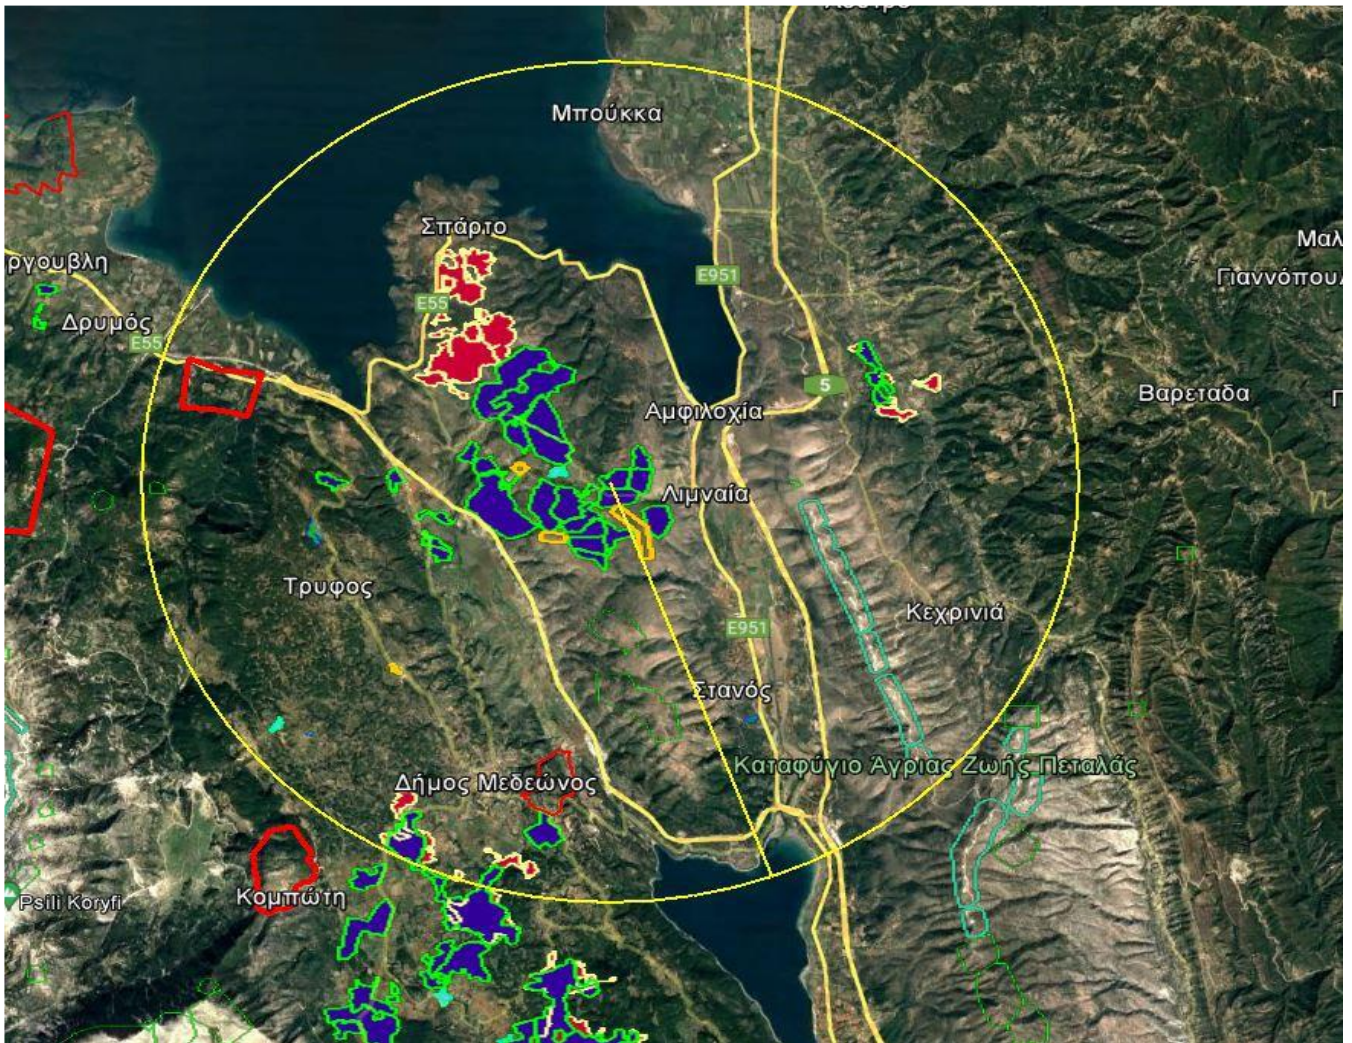 Μπούκκα
Σπάρτο
Μαλ
ργουβλη
E951
Γιαννόπου
E55
Δρυμός
E55
5
Βαρεταδα
Αμφιλοχία
Λιμναία
Τρυφος
Κεχρινιά
E951
Στανός
Καταφύγιο Άγριας Ζωής Πεταλάς
Δήμος Μεδεώνος
Κομπώτη
Psili Koryfi